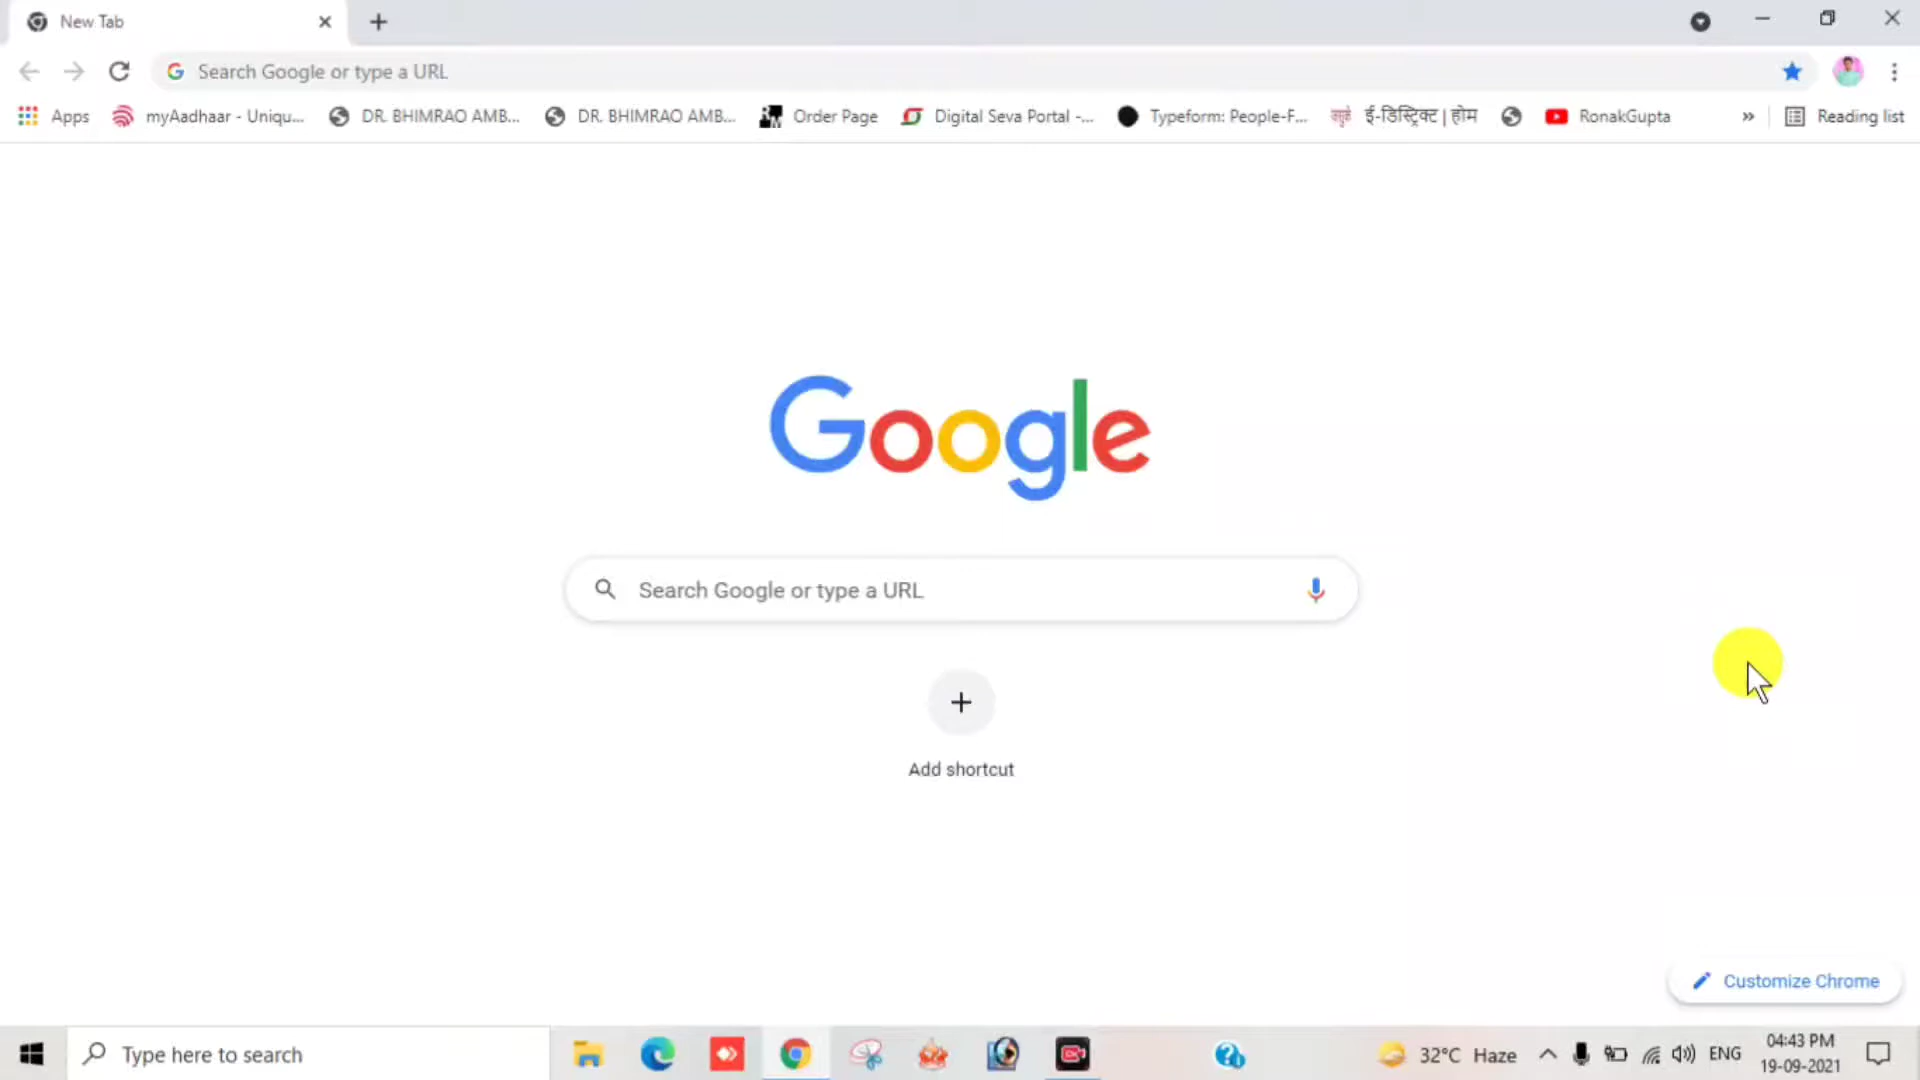 New Tab
Search Google or type a URL
Apps myAadhaar - Uniqu... DR. BHIMRAO AMB... DR. BHIMRAO AMB... Order Page Digital Seva Portal -... Typeform: People-F... ई-डिस्ट्रिक्ट | होम RonakGupta » Reading list
Google
Search Google or type a URL
Add shortcut
Customize Chrome
Type here to search 32°C Haze ENG 04:43 PM
19-09-2021